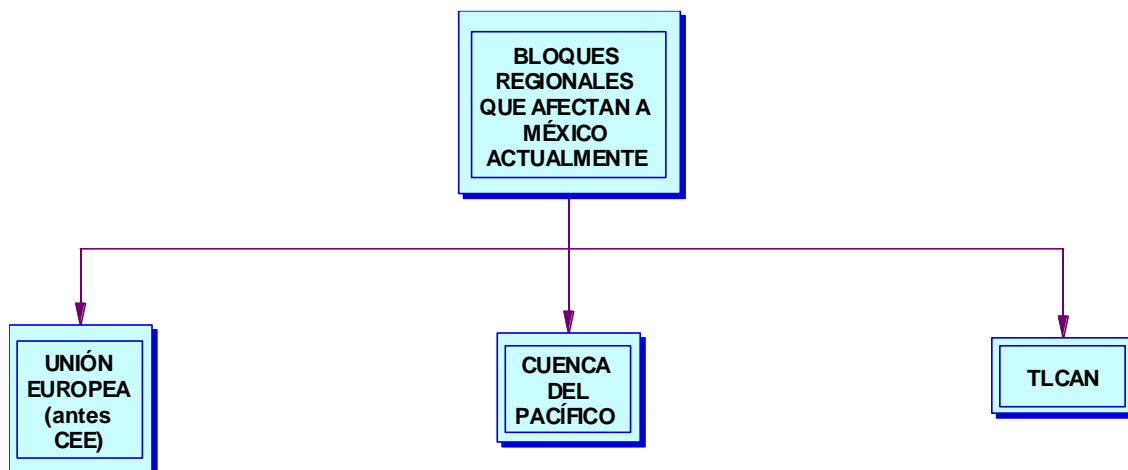 BLOQUES
REGIONALES
QUE AFECTAN A
MÉXICO
ACTUALMENTE
UNIÓN
EUROPEA
(antes
CEE)
CUENCA
DEL
PACÍFICO
TLCAN